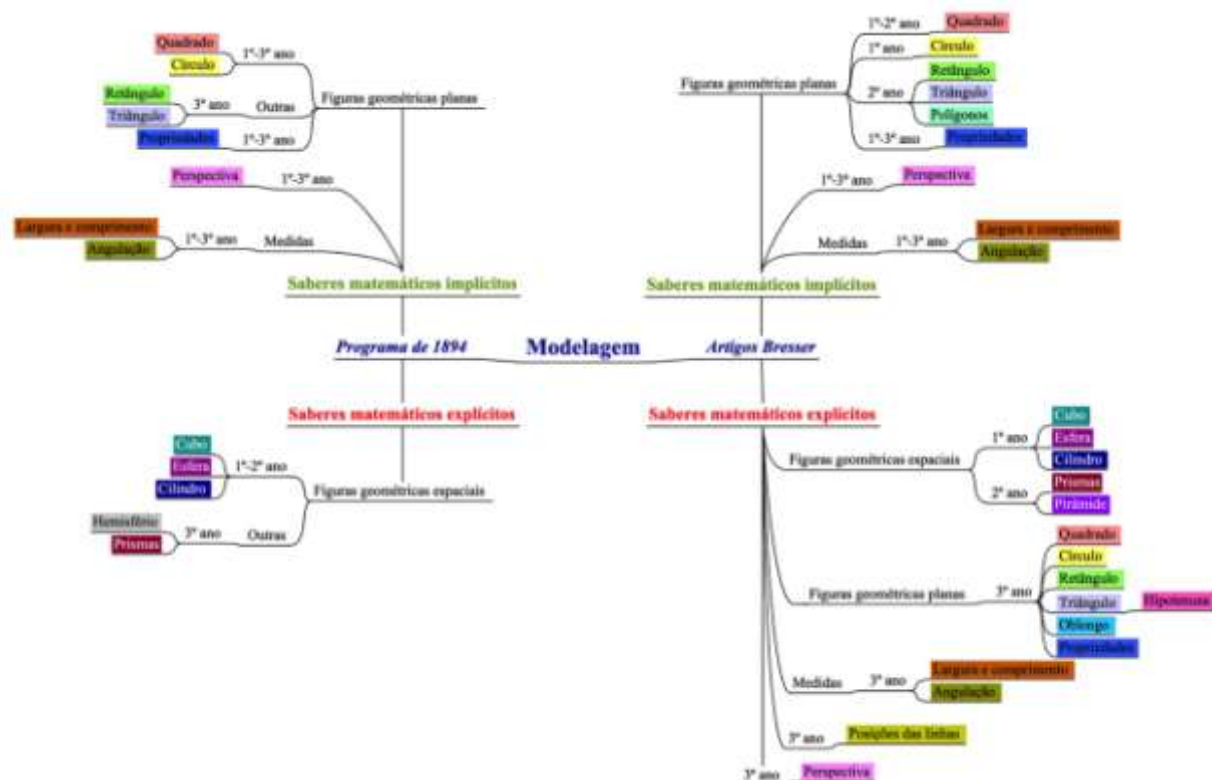 Quadrado
Círculo
1º-3º ano
Retângulo
Triângulo
3º ano
Outras
Propriedades
1º-3º ano
Figuras geométricas planas
Perspectiva
1º-3º ano
Largura e comprimento
Angulação
1º-3º ano
Medidas
Saberes matemáticos implícitos
Figuras geométricas planas
1º-2º ano
Quadrado
1º ano
Círculo
2º ano
Retângulo
Triângulo
Polígonos
1º-3º ano
Propriedades
1º-3º ano
Perspectiva
Medidas
1º-3º ano
Largura e comprimento
Angulação
Saberes matemáticos implícitos
Programa de 1894
Modelagem
Artigos Bresser
Saberes matemáticos explícitos
Cubo
Esfera
Cilindro
1º-2º ano
Figuras geométricas espaciais
Hemisfério
Prismas
3º ano
Outras
Saberes matemáticos explícitos
Figuras geométricas espaciais
1º ano
Cubo
Esfera
Cilindro
2º ano
Prismas
Pirâmide
Figuras geométricas planas
3º ano
Quadrado
Círculo
Retângulo
Triângulo
Hipotenusa
Oblongo
Propriedades
Medidas
3º ano
Largura e comprimento
Angulação
3º ano
Posições das linhas
3º ano
Perspectiva